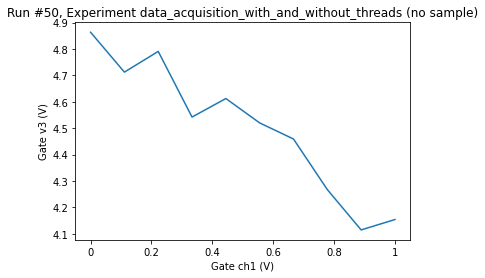 Run #50, Experiment data_acquisition_with_and_without_threads (no sample)
4.9
4.8
4.7
4.6
4.5
4.4
4.3
4.2
4.1
Gate v3 (V)
0 0.2 0.4 0.6 0.8 1
Gate ch1 (V)